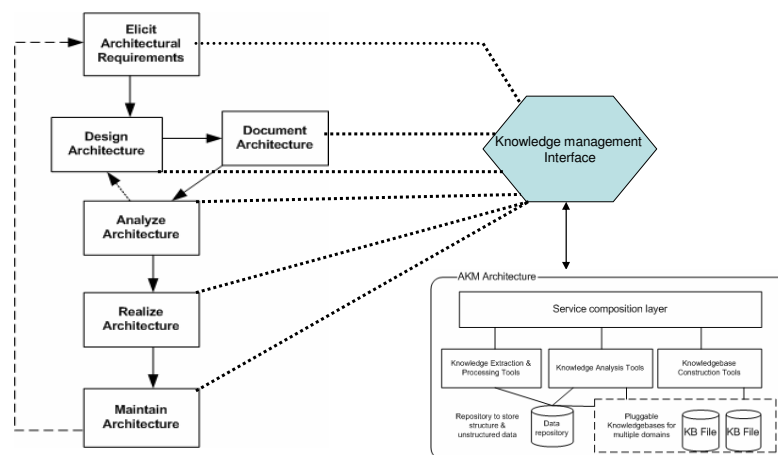 Elicit
Architectural
Requirements
Design
Architecture
Document
Architecture
Knowledge management
Interface
Analyze
Architecture
Realize
Architecture
Maintain
Architecture
AKM Architecture
Service composition layer
Knowledge Extraction &
Processing Tools
Knowledge Analysis Tools
Knowledgebase
Construction Tools
Repository to store
structure &
unstructured data
Data
repository
Pluggable
Knowledgebases for
multiple domains
KB File
KB File